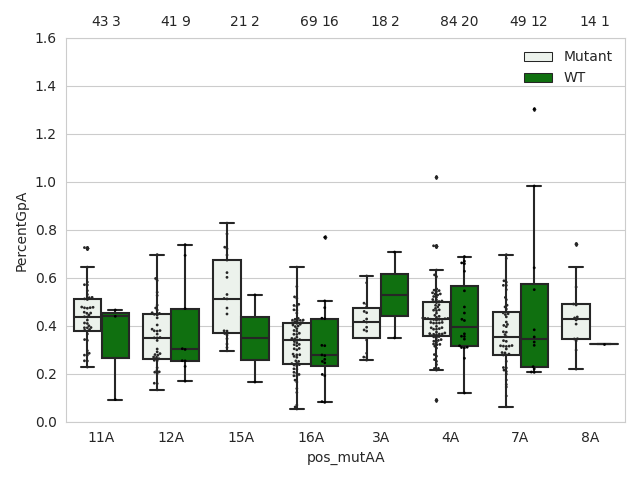 43 3 41 9 21 2 69 16 18 2 84 20 49 12 14 1
1.6
Mutant
WT
1.4
1.2
1.0
0.8
0.6
0.4
0.2
0.0
PercentGpA
11A 12A 15A 16A 3A 4A 7A 8A
pos_mutAA